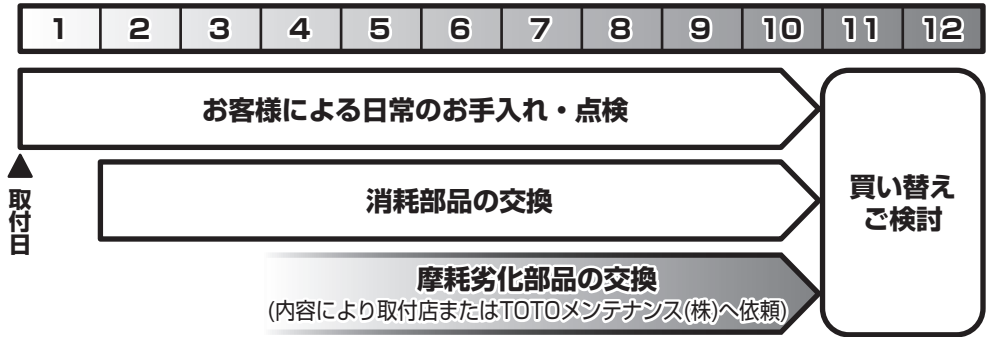 1 2 3 4 5 6 7 8 9 10 11 12
お客様による日常のお手入れ・点検
取付日
消耗部品の交換
買い替え
ご検討
摩耗劣化部品の交換
(内容により取付店またはTOTOメンテナンス(株)へ依頼)